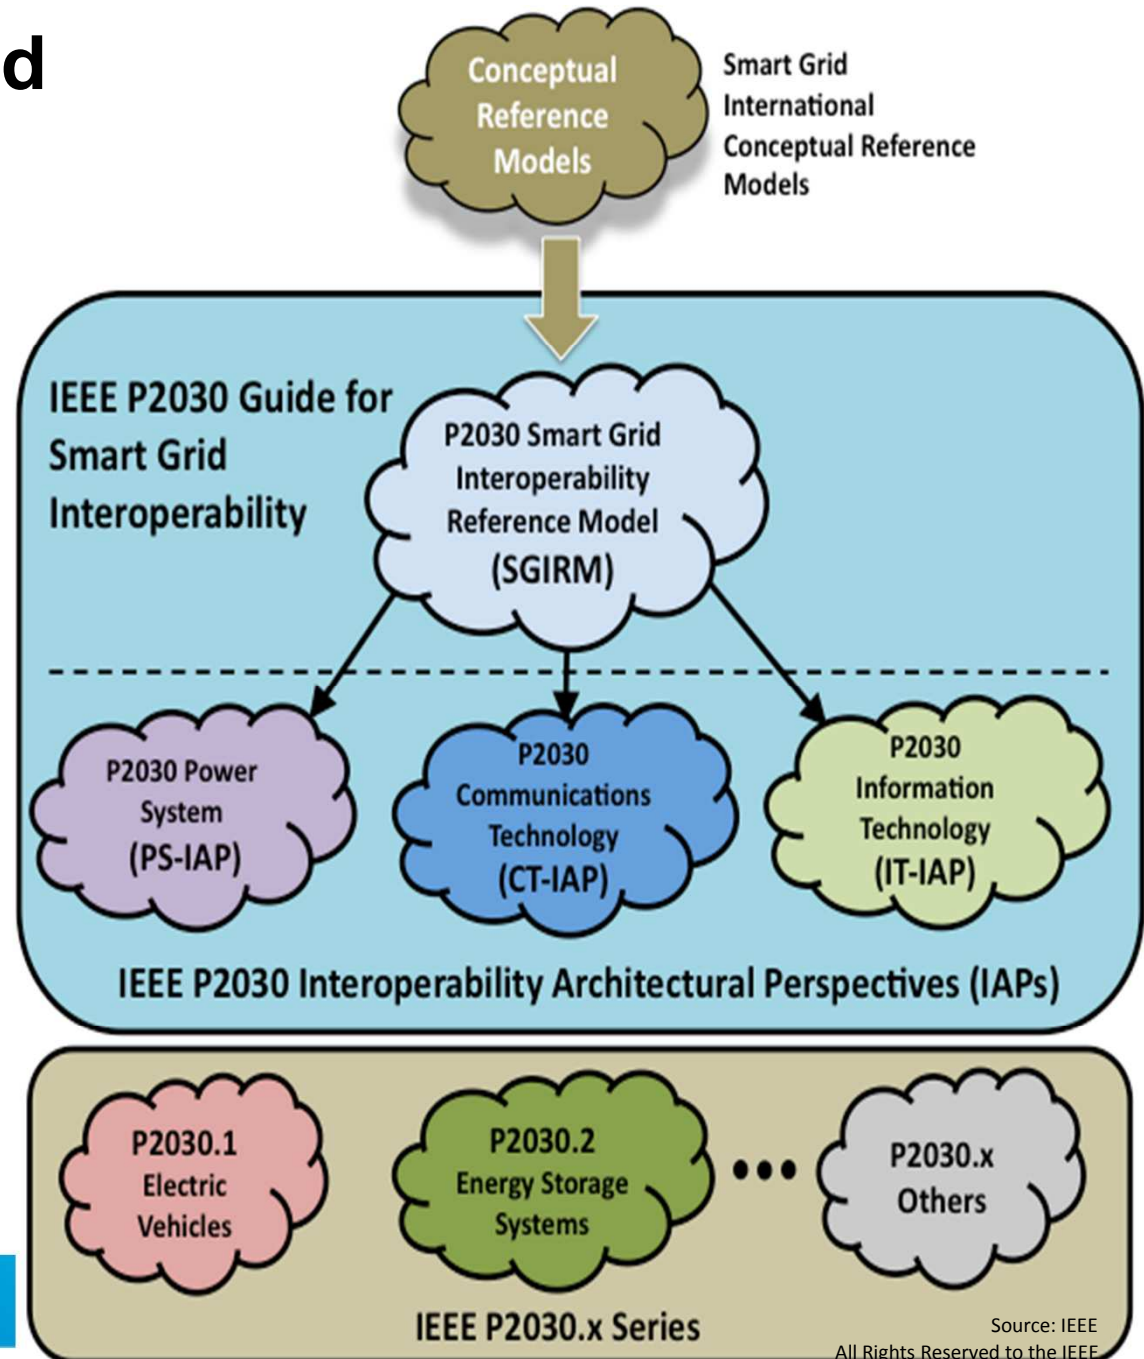 d
Conceptual
Reference
Models
Smart Grid
International
Conceptual Reference
Models
IEEE P2030 Guide for
Smart Grid
Interoperability
P2030 Smart Grid
Interoperability
Reference Model
(SGIRM)
P2030 Power
System
(PS-IAP)
P2030
Communications
Technology
(CT-IAP)
P2030
Information
Technology
(IT-IAP)
IEEE P2030 Interoperability Architectural Perspectives (IAPs)
P2030.1
Electric
Vehicles
P2030.2
Energy Storage
Systems
•••
P2030.x
Others
IEEE P2030.x Series
Source: IEEE
All Rights Reserved to the IEEE